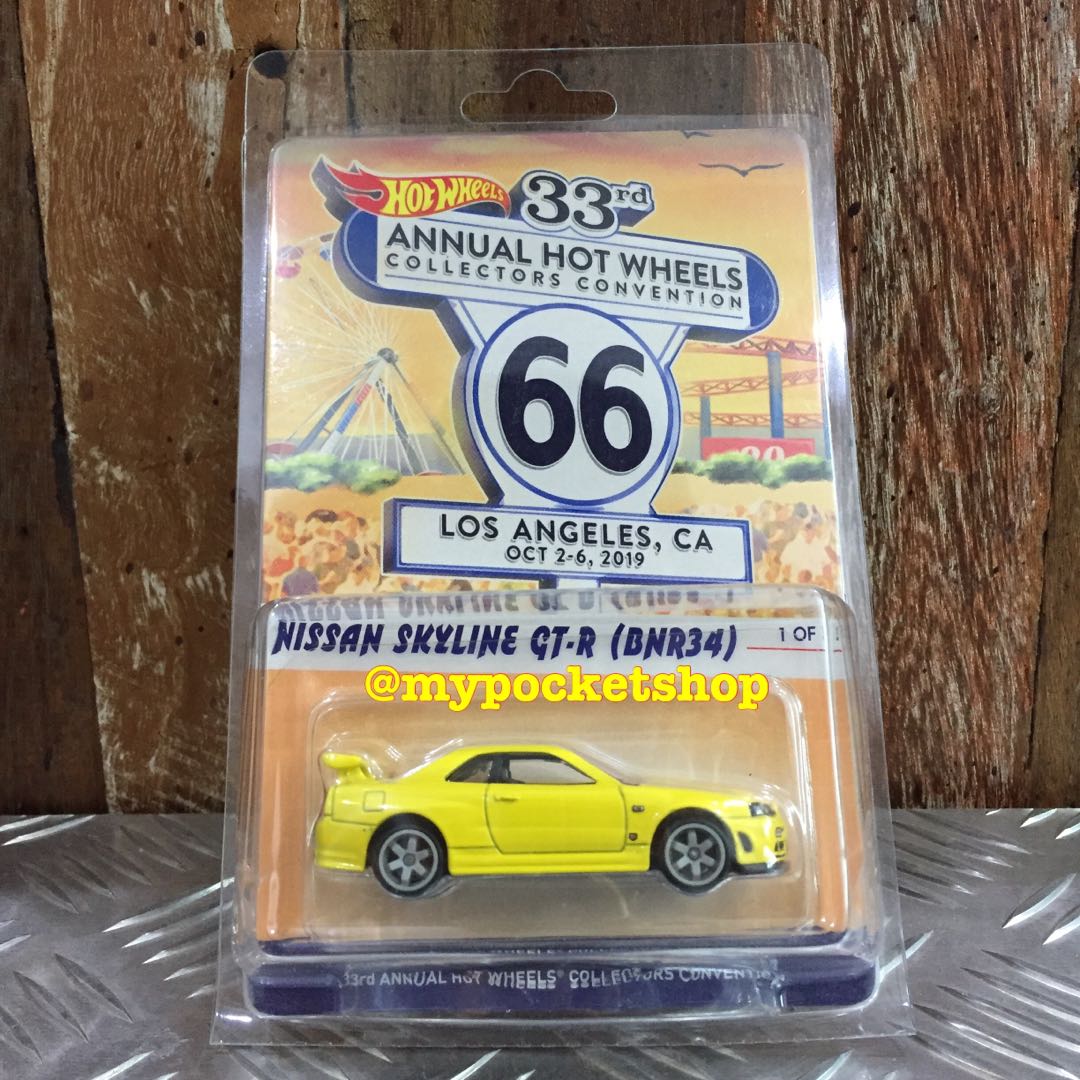 HOT WHEELS 33rd
ANNUAL HOT WHEELS
COLLECTORS CONVENTION
66
LOS ANGELES, CA
OCT 2-6, 2019
NISSAN SKYLINE GT-R (BNR34) 1 OF
@mypocketshop
33rd ANNUAL HOT WHEELS® COLLECTORS CONVENTION